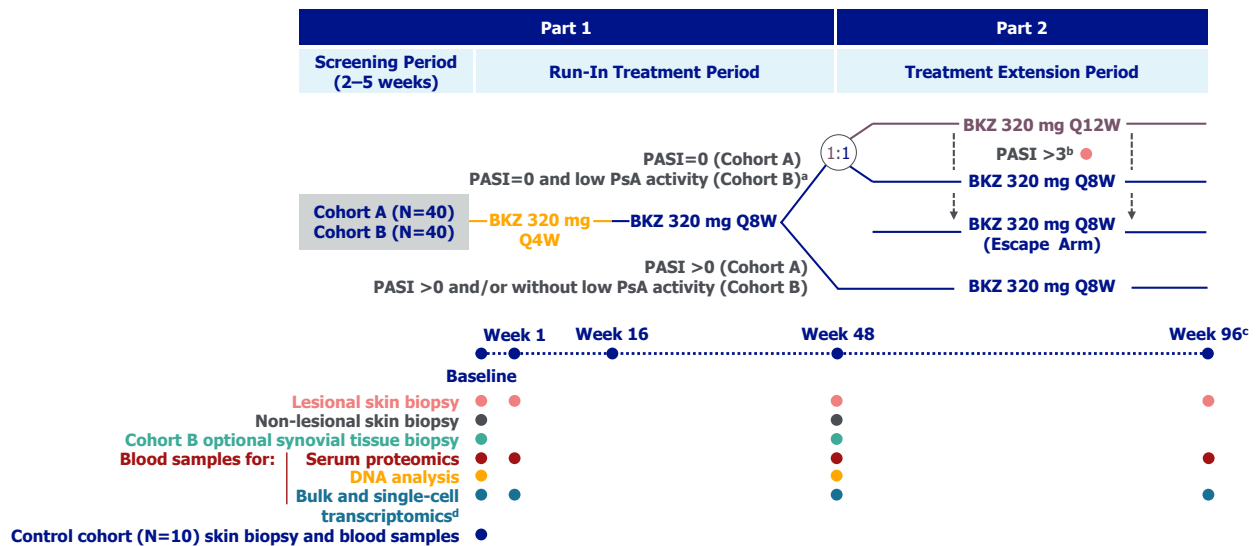 Part 1
Part 2
Screening Period
(2–5 weeks)
Run-In Treatment Period
Treatment Extension Period
BKZ 320 mg Q12W
1:1
PASI=0 (Cohort A)
PASI=0 and low PsA activity (Cohort B)ᵃ
PASI >3ᵇ
BKZ 320 mg Q8W
Cohort A (N=40)
Cohort B (N=40)
BKZ 320 mg
Q4W
BKZ 320 mg Q8W
BKZ 320 mg Q8W
(Escape Arm)
PASI >0 (Cohort A)
PASI >0 and/or without low PsA activity (Cohort B)
BKZ 320 mg Q8W
Week 1
Week 16
Week 48
Week 96ᶜ
Baseline
Lesional skin biopsy
Non-lesional skin biopsy
Cohort B optional synovial tissue biopsy
Blood samples for:
Serum proteomics
DNA analysis
Bulk and single-cell
transcriptomicsᵈ
Control cohort (N=10) skin biopsy and blood samples